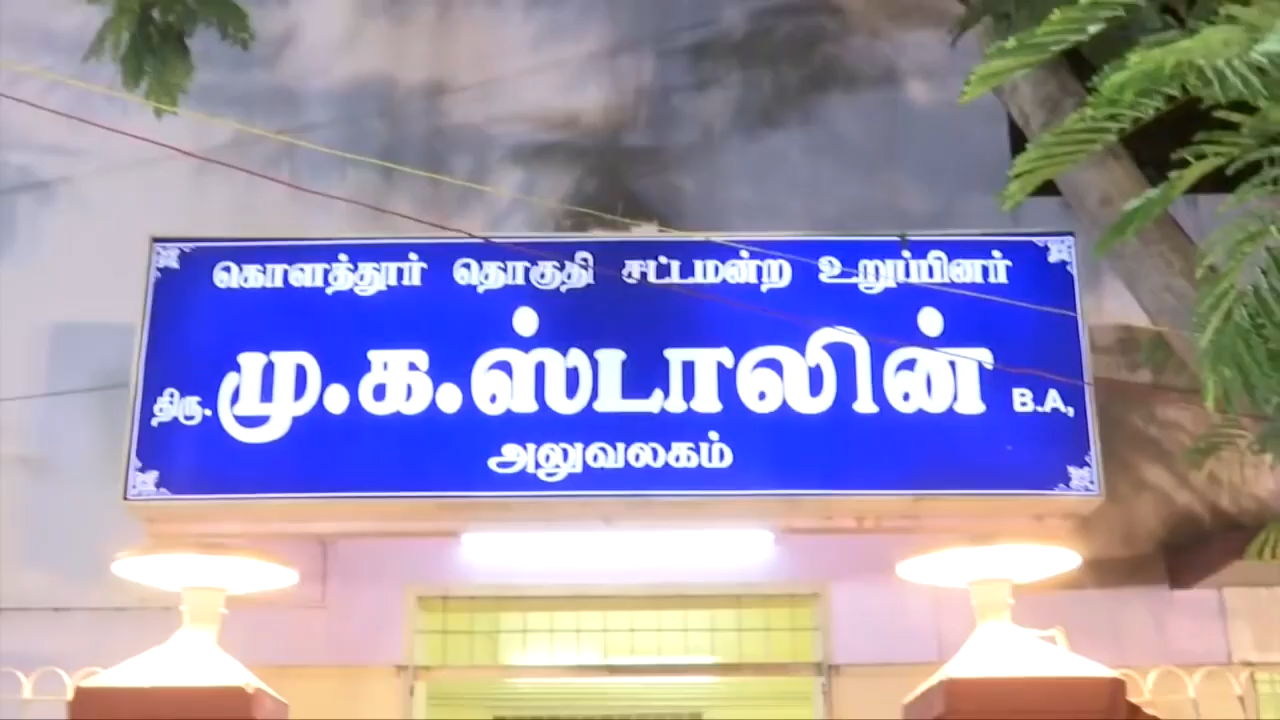 கொளத்தூர் தொகுதி சட்டமன்ற உறுப்பினர்
திரு. மு.க.ஸ்டாலின் B.A,
அலுவலகம்